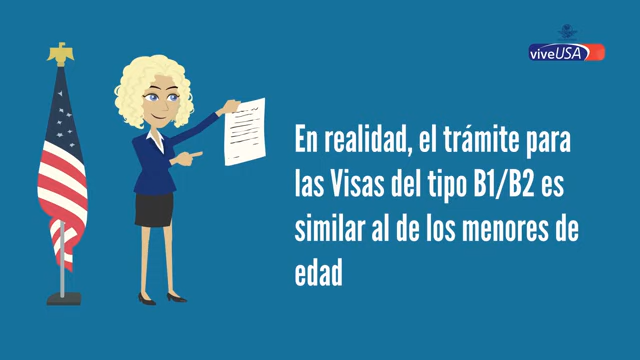 viveUSA
En realidad, el trámite para
las Visas del tipo B1/B2 es
similar al de los menores de
edad